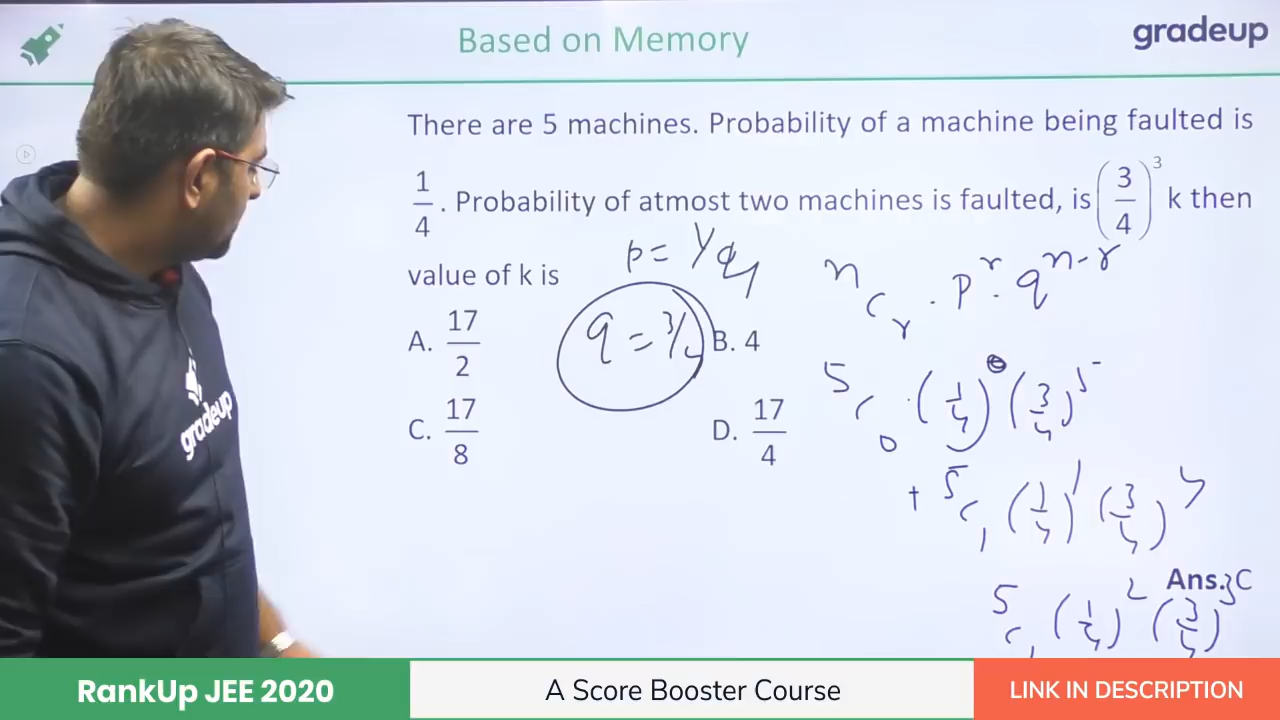 Based on Memory
gradeup
There are 5 machines. Probability of a machine being faulted is
1/4. Probability of atmost two machines is faulted, is (3/4)^3 k then
value of k is
A. 17/2
B. 4
C. 17/8
D. 17/4
p = 1/4
q = 3/4
nCr . p^r . q^n-r
5C0 . (1/4)^0 (3/4)^5
+ 5C1 (1/4)^1 (3/4)^4
5C (1/4)^2 (3/4)^3
Ans. C
gradeup
RankUp JEE 2020
A Score Booster Course
LINK IN DESCRIPTION